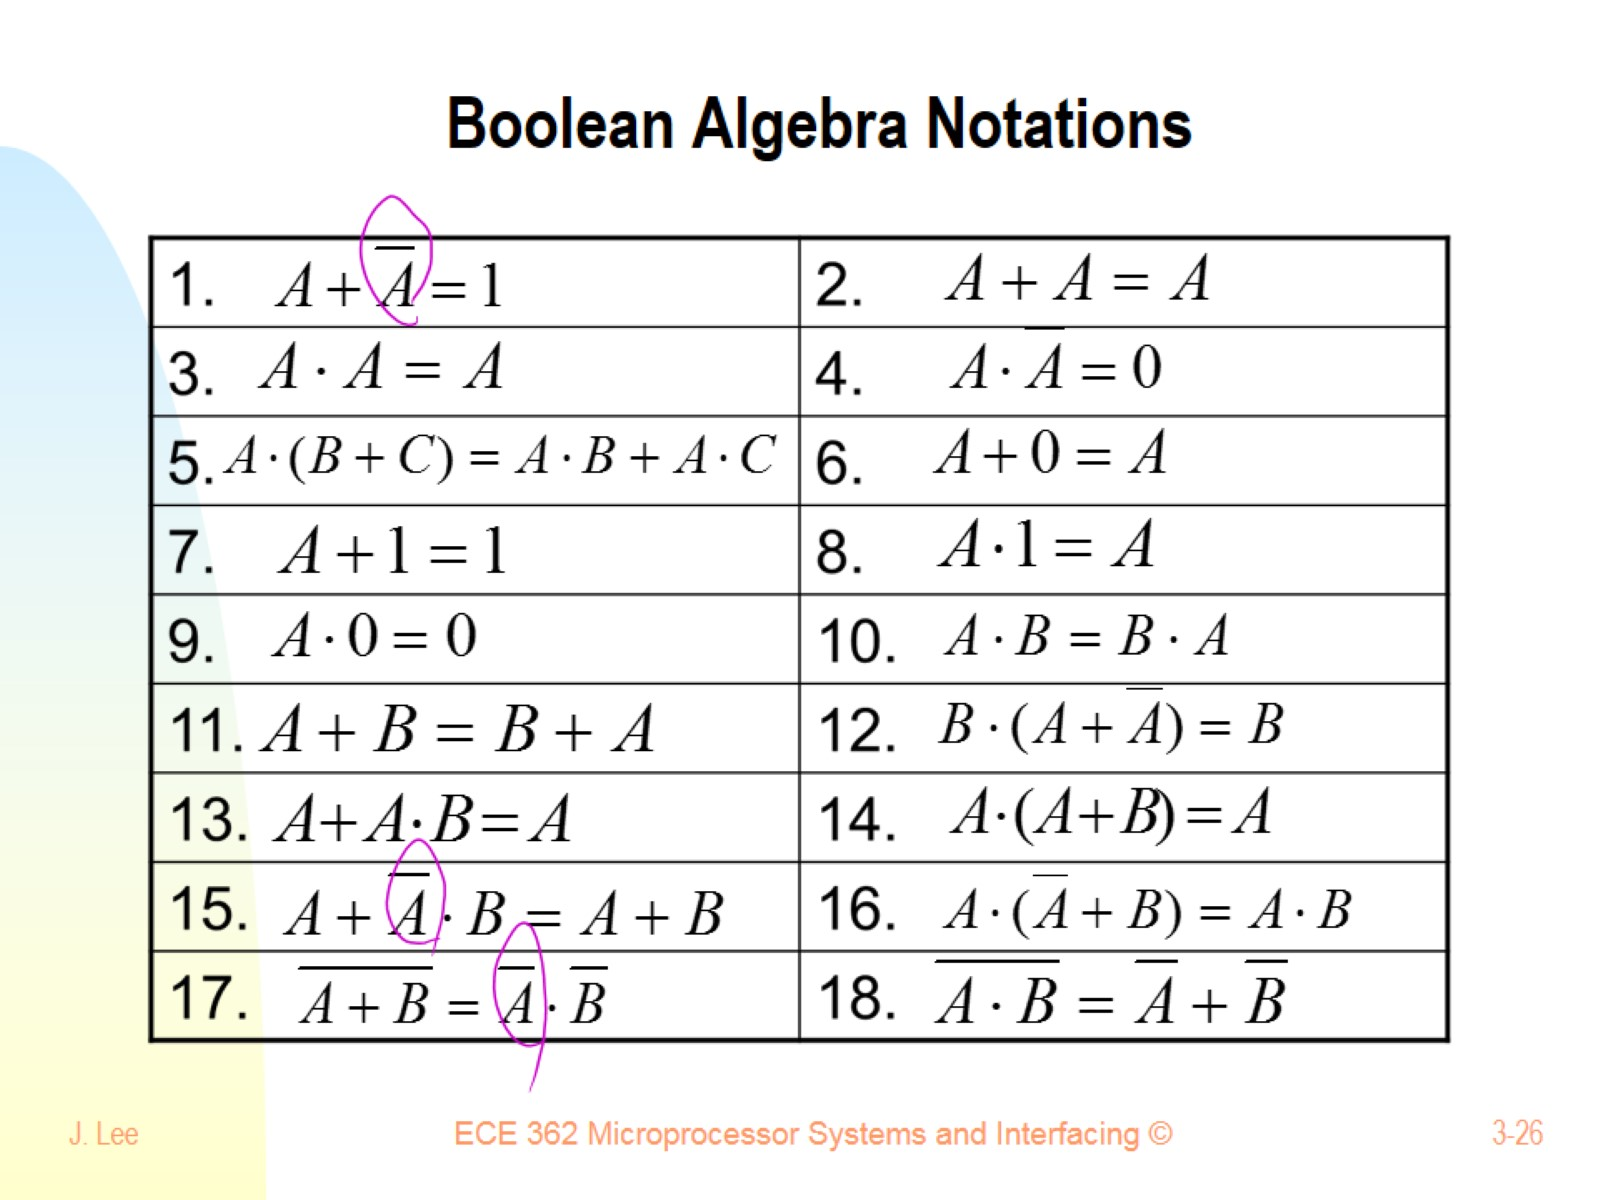 Boolean Algebra Notations
1. A + A̅ = 1
2. A + A = A
3. A · A = A
4. A · A̅ = 0
5. A · (B + C) = A · B + A · C
6. A + 0 = A
7. A + 1 = 1
8. A · 1 = A
9. A · 0 = 0
10. A · B = B · A
11. A + B = B + A
12. B · (A + A̅) = B
13. A + A · B = A
14. A · (A + B) = A
15. A + A̅ · B = A + B
16. A · (A̅ + B) = A · B
17. A̅ ̅+̅ ̅B̅ = A̅ · B̅
18. A̅ ̅·̅ ̅B̅ = A̅ + B̅
J. Lee
ECE 362 Microprocessor Systems and Interfacing ©
3-26